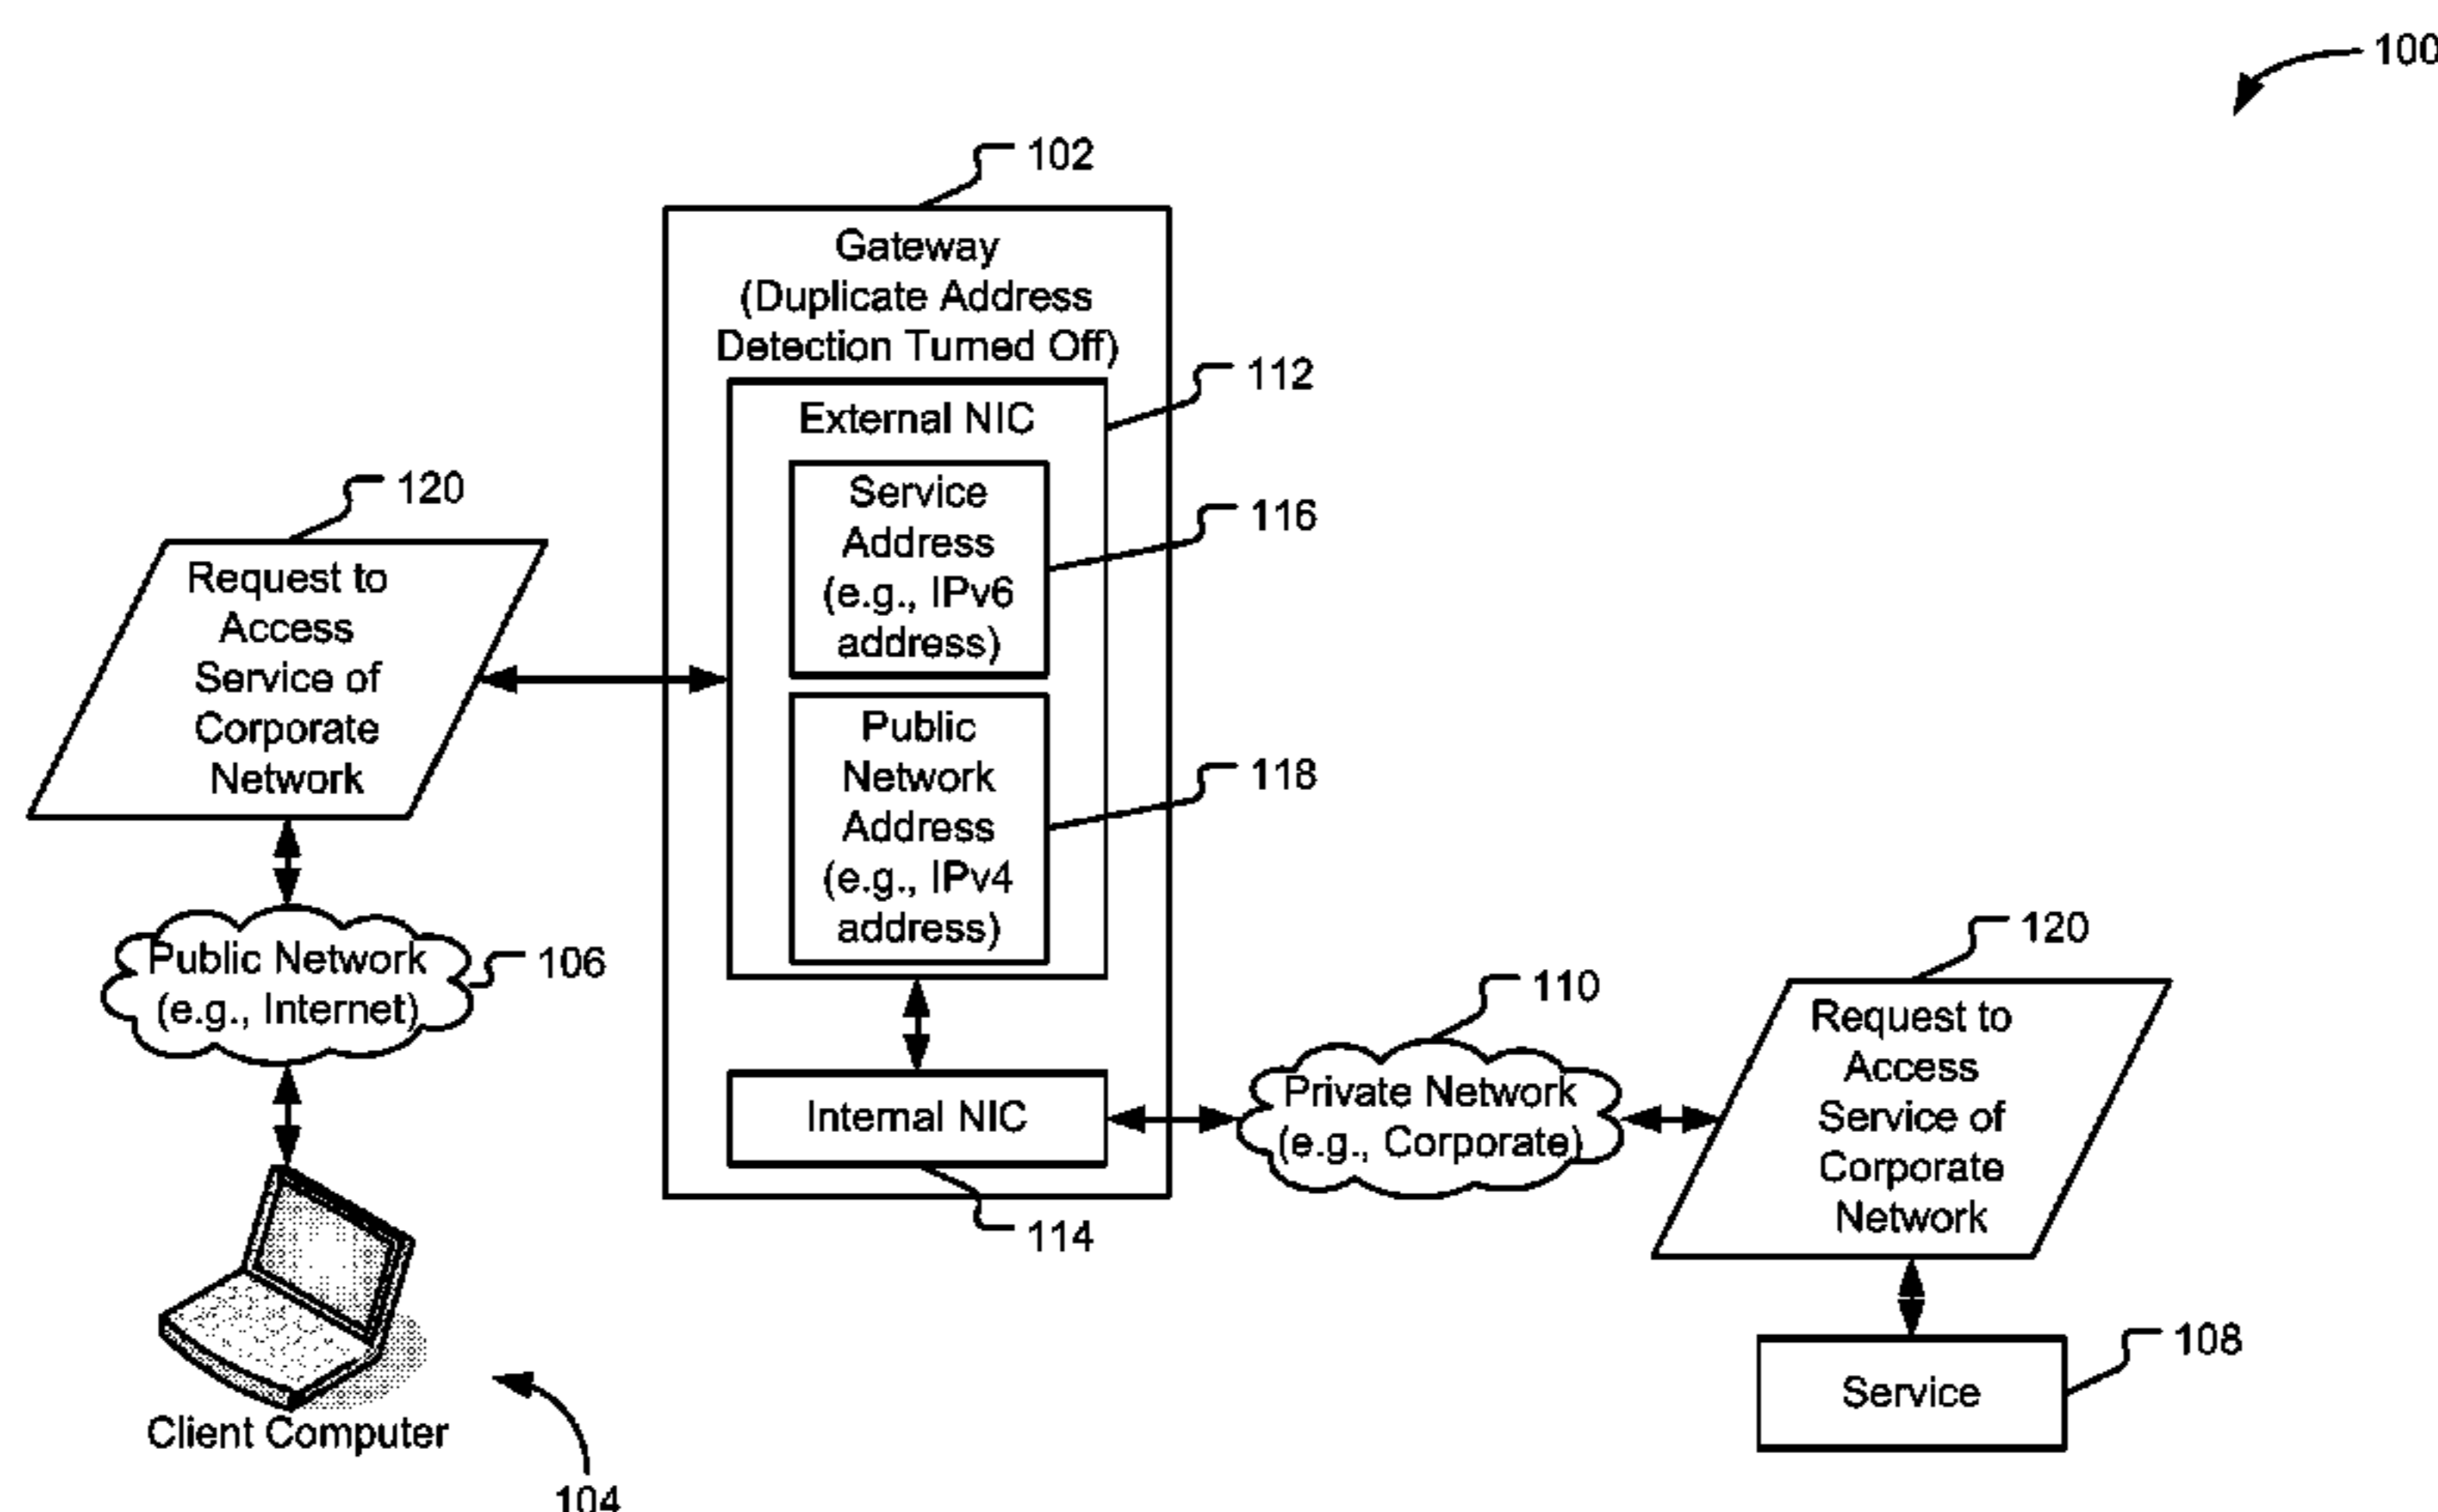 100
102
Gateway
(Duplicate Address
Detection Turned Off)
112
External NIC
Service
Address
(e.g., IPv6
address)
116
120
Request to
Access
Service of
Corporate
Network
Public
Network
Address
(e.g., IPv4
address)
118
Public Network
(e.g., Internet)
106
Internal NIC
114
110
Private Network
(e.g., Corporate)
120
Request to
Access
Service of
Corporate
Network
Service
108
Client Computer
104